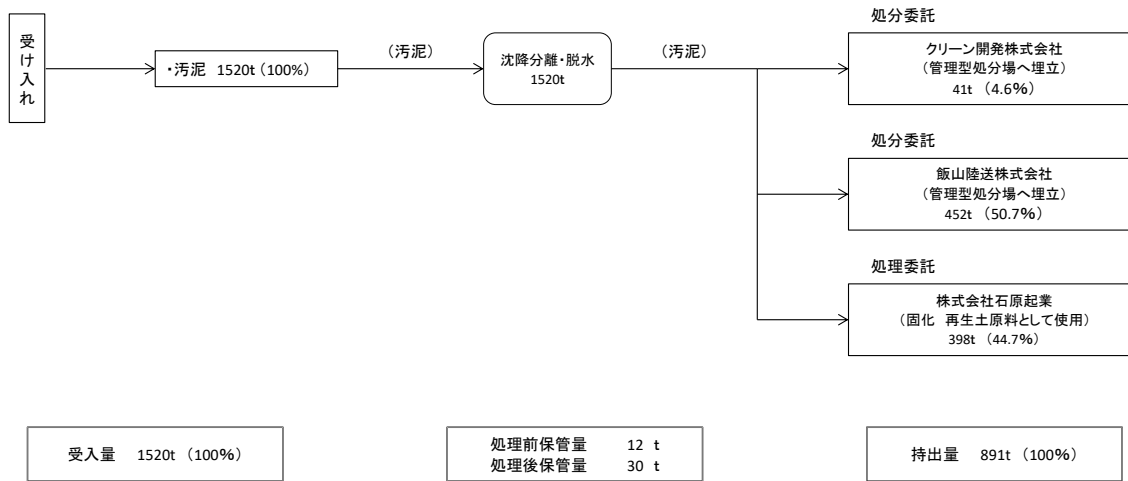 受け入れ
・汚泥 1520t (100%)
（汚泥）
沈降分離・脱水
1520t
（汚泥）
処分委託
クリーン開発株式会社
（管理型処分場へ埋立）
41t （4.6%）
処分委託
飯山陸送株式会社
（管理型処分場へ埋立）
452t （50.7%）
処理委託
株式会社石原起業
（固化 再生土原料として使用）
398t （44.7%）
受入量 1520t （100%）
処理前保管量 12 t
処理後保管量 30 t
持出量 891t （100%）